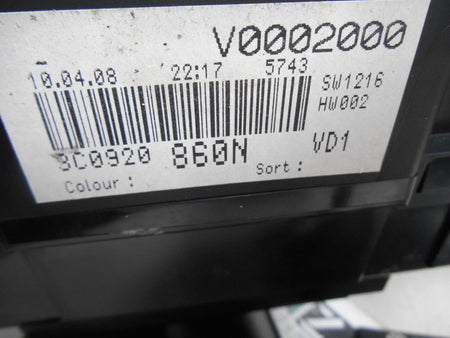 V0002000
10.04.08 22:17 5743
SW1216
HW002
3C0920 860N VD1
Colour : Sort :